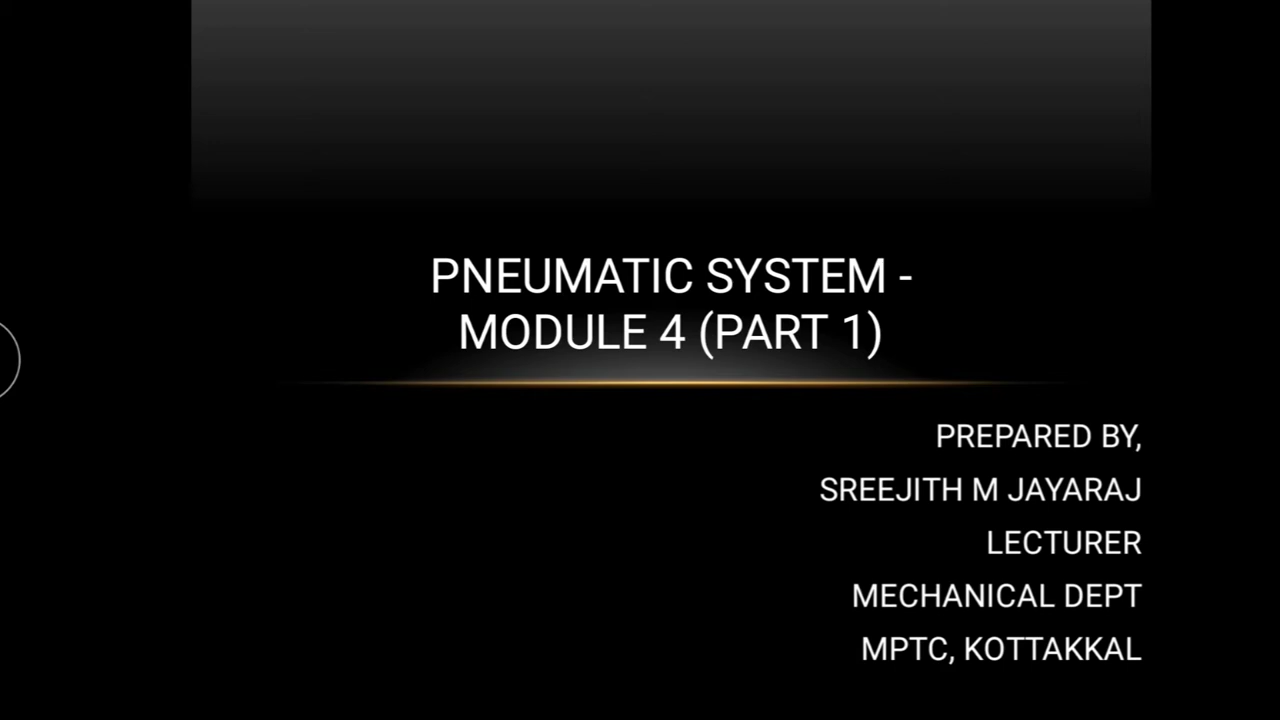 PNEUMATIC SYSTEM -
MODULE 4 (PART 1)
PREPARED BY,
SREEJITH M JAYARAJ
LECTURER
MECHANICAL DEPT
MPTC, KOTTAKKAL